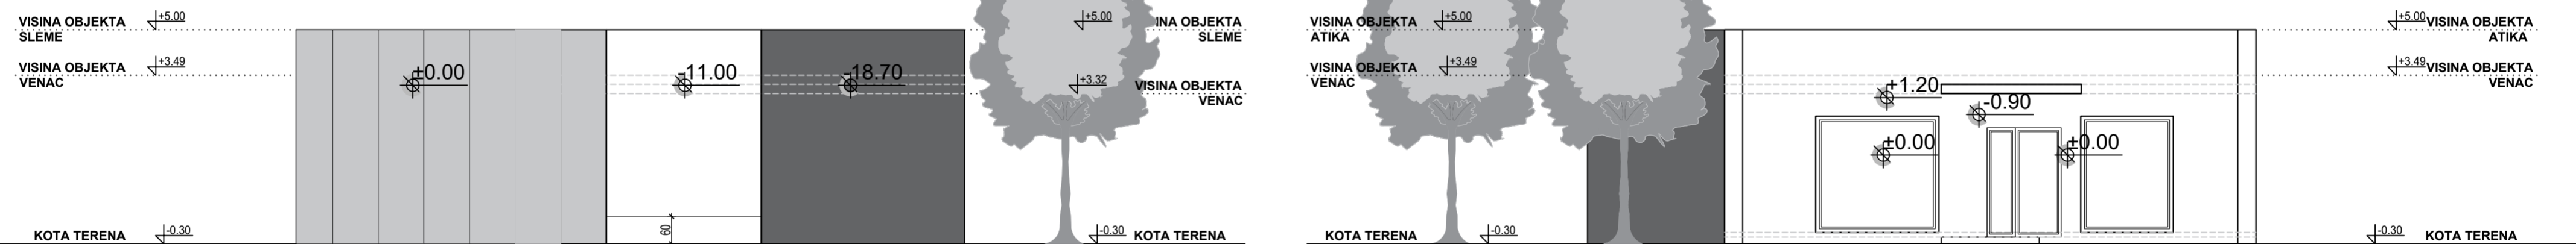 VISINA OBJEKTA +5.00
SLEME
VISINA OBJEKTA +3.49
VENAC
KOTA TERENA -0.30
±0.00
-11.00
-18.70
60
+5.00 INA OBJEKTA
SLEME
+3.32 VISINA OBJEKTA
VENAC
-0.30 KOTA TERENA
VISINA OBJEKTA +5.00
ATIKA
VISINA OBJEKTA +3.49
VENAC
KOTA TERENA -0.30
+1.20
-0.90
±0.00
±0.00
+5.00 VISINA OBJEKTA
ATIKA
+3.49 VISINA OBJEKTA
VENAC
-0.30 KOTA TERENA